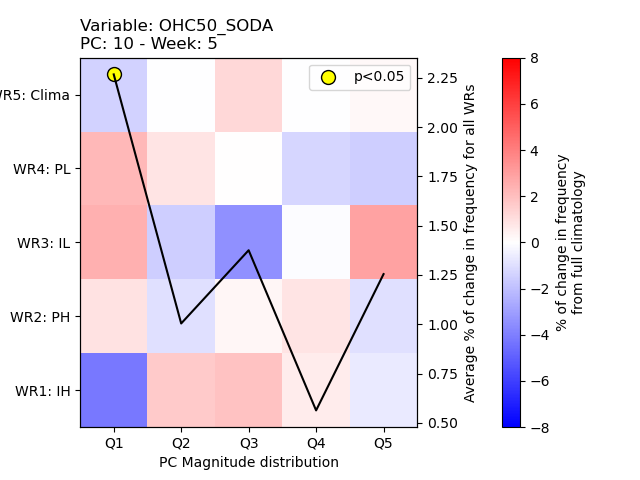 Variable: OHC50_SODA
PC: 10 - Week: 5
p<0.05
WR5: Clima
WR4: PL
WR3: IL
WR2: PH
WR1: IH
Q1 Q2 Q3 Q4 Q5
PC Magnitude distribution
2.25
2.00
1.75
1.50
1.25
1.00
0.75
0.50
Average % of change in frequency for all WRs
8
6
4
2
0
−2
−4
−6
−8
% of change in frequency
from full climatology